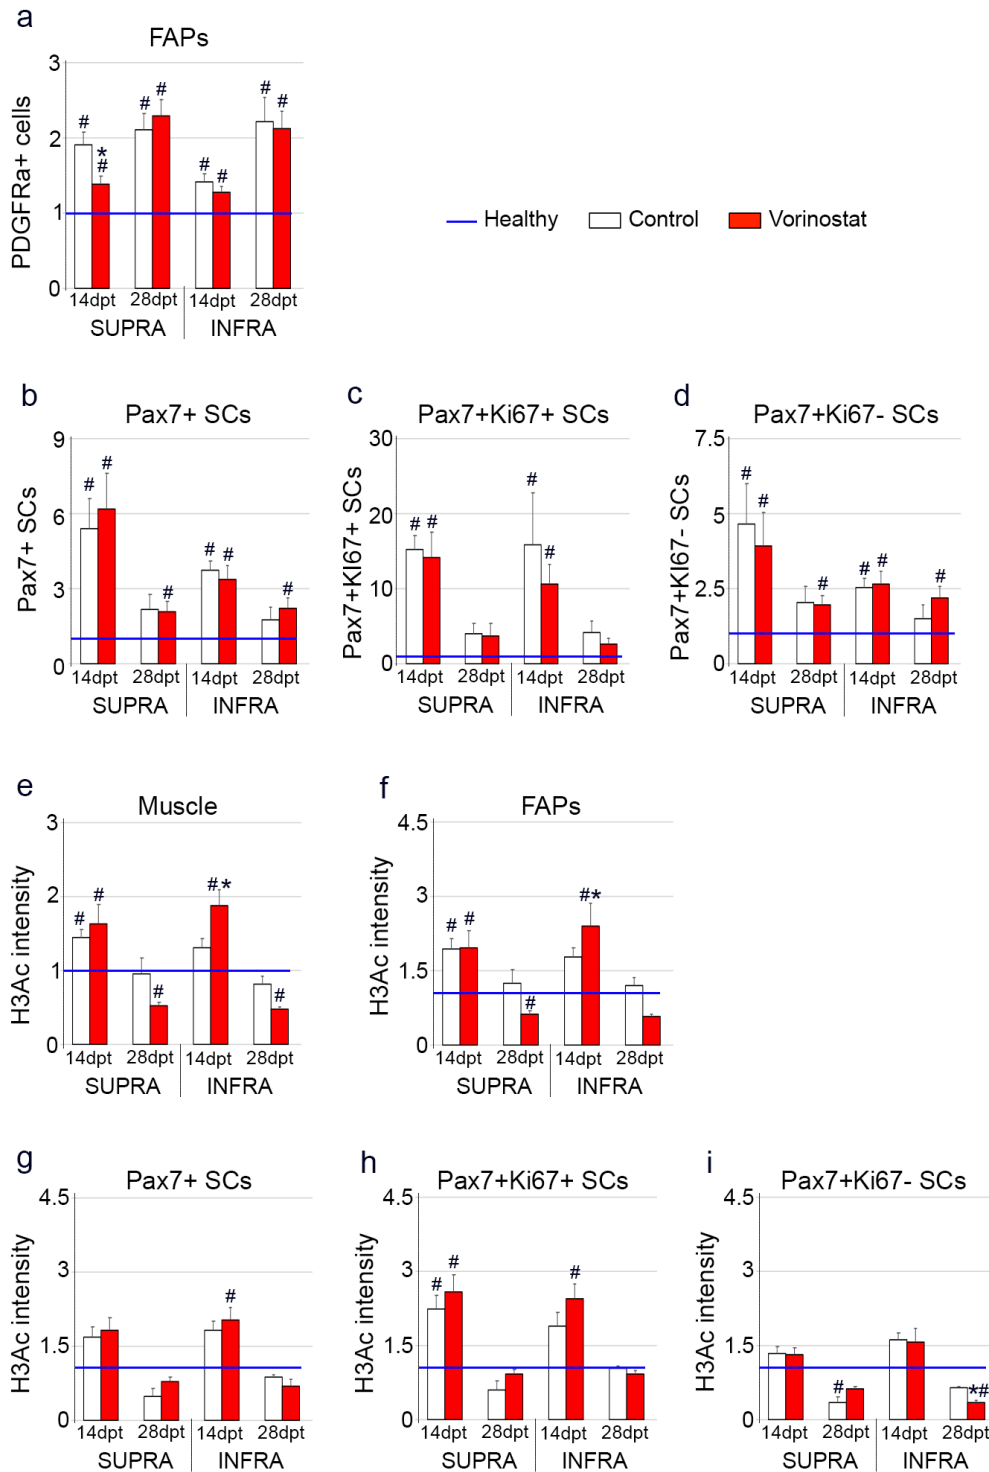 a
FAPs
PDGFRa+ cells
3
2
1
0
#
*
#
#
#
#
#
#
#
14dpt 28dpt 14dpt 28dpt
SUPRA INFRA
Healthy Control Vorinostat
b
Pax7+ SCs
Pax7+ SCs
9
6
3
0
#
#
#
#
#
#
14dpt 28dpt 14dpt 28dpt
SUPRA INFRA
c
Pax7+Ki67+ SCs
Pax7+KI67+ SCs
30
20
10
0
# #
#
#
14dpt 28dpt 14dpt 28dpt
SUPRA INFRA
d
Pax7+Ki67- SCs
Pax7+KI67- SCs
7.5
5
2.5
0
#
#
#
# #
#
14dpt 28dpt 14dpt 28dpt
SUPRA INFRA
e
Muscle
H3Ac intensity
3
2
1
0
#
#
#
#*
#
14dpt 28dpt 14dpt 28dpt
SUPRA INFRA
f
FAPs
H3Ac intensity
4.5
3
1.5
0
# #
#
#*
14dpt 28dpt 14dpt 28dpt
SUPRA INFRA
g
Pax7+ SCs
H3Ac intensity
4.5
3
1.5
0
#
14dpt 28dpt 14dpt 28dpt
SUPRA INFRA
h
Pax7+Ki67+ SCs
H3Ac intensity
4.5
3
1.5
0
#
#
#
14dpt 28dpt 14dpt 28dpt
SUPRA INFRA
i
Pax7+Ki67- SCs
H3Ac intensity
4.5
3
1.5
0
#
*#
14dpt 28dpt 14dpt 28dpt
SUPRA INFRA